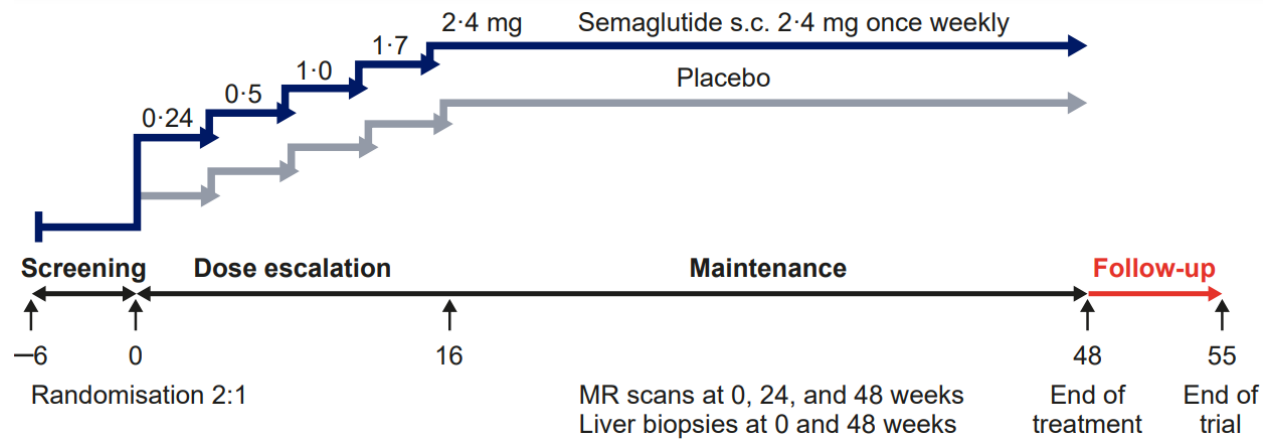 2·4 mg
Semaglutide s.c. 2·4 mg once weekly
1·7
1·0
0·5
0·24
Placebo
Screening
Dose escalation
Maintenance
Follow-up
–6
0
16
48
55
Randomisation 2:1
MR scans at 0, 24, and 48 weeks
Liver biopsies at 0 and 48 weeks
End of
treatment
End of
trial